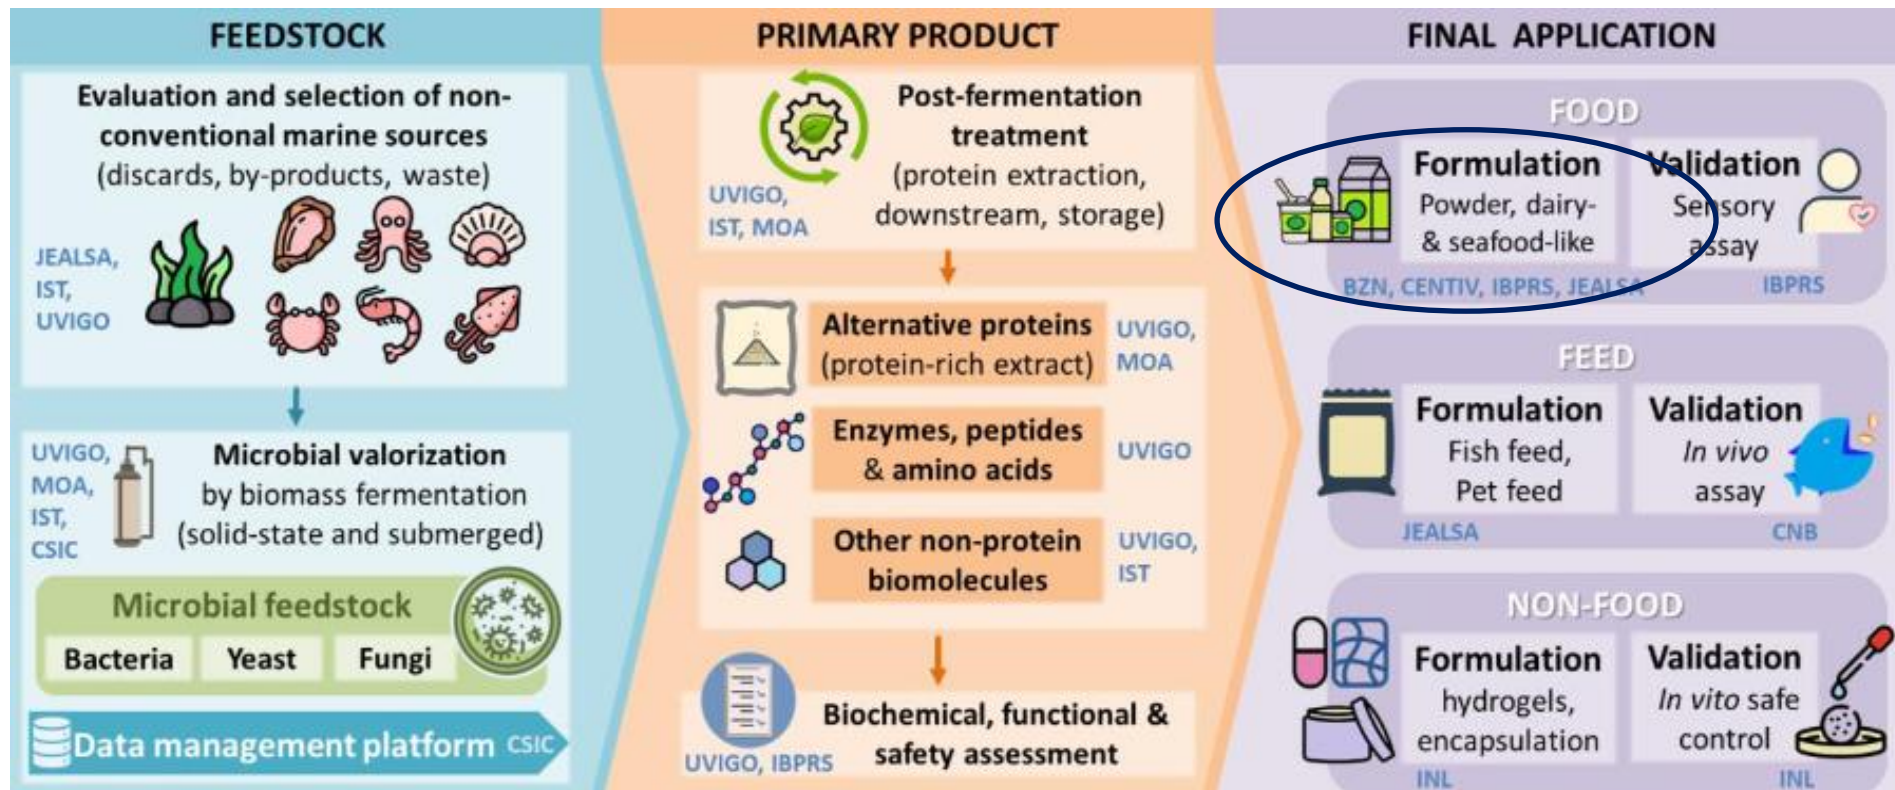 FEEDSTOCK
Evaluation and selection of non-
conventional marine sources
(discards, by-products, waste)
JEALSA,
IST,
UVIGO
UVIGO,
MOA,
IST,
CSIC
Microbial valorization
by biomass fermentation
(solid-state and submerged)
Microbial feedstock
Bacteria Yeast Fungi
Data management platform CSIC
PRIMARY PRODUCT
Post-fermentation
treatment
(protein extraction,
downstream, storage)
UVIGO,
IST, MOA
Alternative proteins
(protein-rich extract)
UVIGO,
MOA
Enzymes, peptides
& amino acids
UVIGO
Other non-protein
biomolecules
UVIGO,
IST
Biochemical, functional &
safety assessment
UVIGO, IBPRS
FINAL APPLICATION
FOOD
Formulation
Powder, dairy-
& seafood-like
BZN, CENTIV, IBPRS, JEALSA
Validation
Sensory
assay
IBPRS
FEED
Formulation
Fish feed,
Pet feed
JEALSA
Validation
In vivo
assay
CNB
NON-FOOD
Formulation
hydrogels,
encapsulation
INL
Validation
In vito safe
control
INL